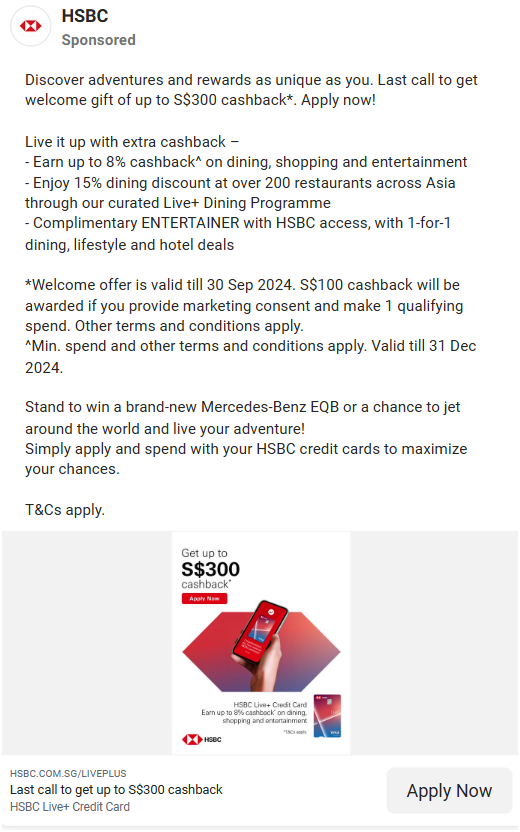 HSBC
Sponsored
Discover adventures and rewards as unique as you. Last call to get
welcome gift of up to S$300 cashback*. Apply now!
Live it up with extra cashback –
- Earn up to 8% cashback^ on dining, shopping and entertainment
- Enjoy 15% dining discount at over 200 restaurants across Asia
through our curated Live+ Dining Programme
- Complimentary ENTERTAINER with HSBC access, with 1-for-1
dining, lifestyle and hotel deals
*Welcome offer is valid till 30 Sep 2024. S$100 cashback will be
awarded if you provide marketing consent and make 1 qualifying
spend. Other terms and conditions apply.
^Min. spend and other terms and conditions apply. Valid till 31 Dec
2024.
Stand to win a brand-new Mercedes-Benz EQB or a chance to jet
around the world and live your adventure!
Simply apply and spend with your HSBC credit cards to maximize
your chances.
T&Cs apply.
Get up to
S$300
cashback*
Apply Now
HSBC Live+ Credit Card
Earn up to 8% cashback* on dining,
shopping and entertainment
*T&Cs apply.
VISA
HSBC
HSBC.COM.SG/LIVEPLUS
Last call to get up to S$300 cashback
HSBC Live+ Credit Card
Apply Now